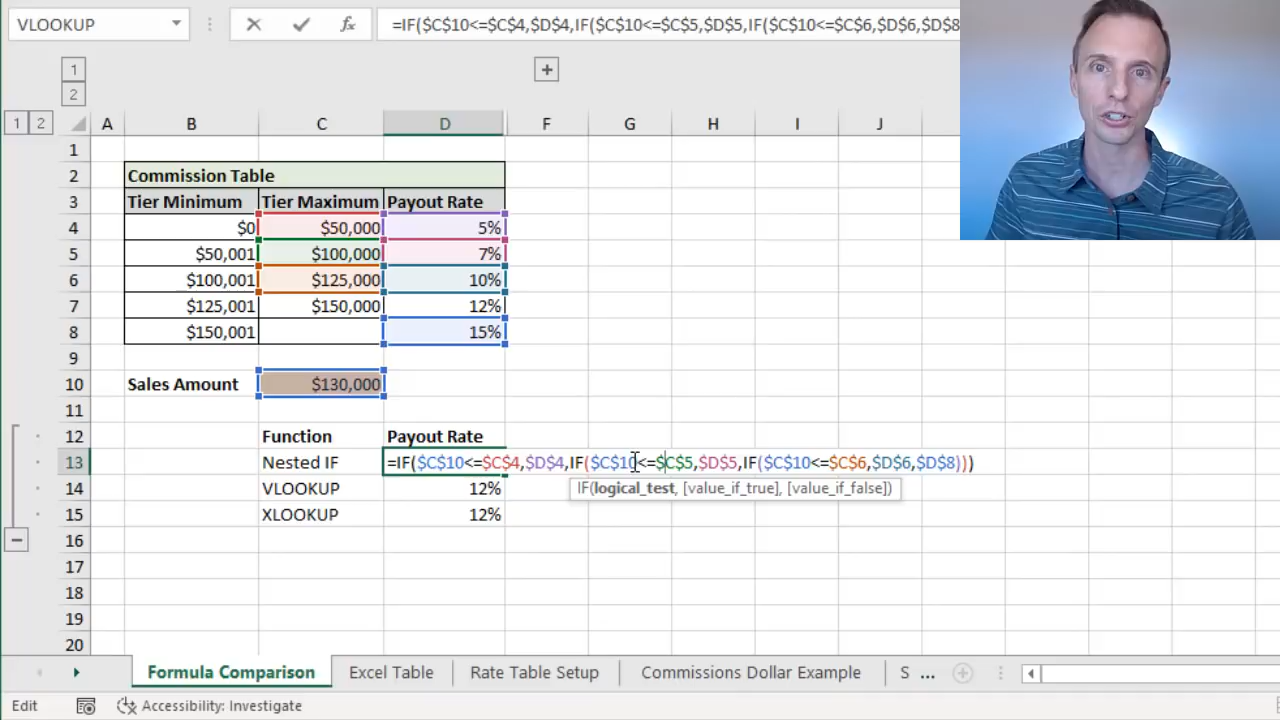 VLOOKUP
=IF($C$10<=$C$4,$D$4,IF($C$10<=$C$5,$D$5,IF($C$10<=$C$6,$D$6,$D$8
1
2
1 2
A B C D F G H I J
1
2 Commission Table
3 Tier Minimum Tier Maximum Payout Rate
4 $0 $50,000 5%
5 $50,001 $100,000 7%
6 $100,001 $125,000 10%
7 $125,001 $150,000 12%
8 $150,001 15%
9
10 Sales Amount $130,000
11
12 Function Payout Rate
13 Nested IF =IF($C$10<=$C$4,$D$4,IF($C$10<=$C$5,$D$5,IF($C$10<=$C$6,$D$6,$D$8)))
IF(logical_test, [value_if_true], [value_if_false])
14 VLOOKUP 12%
15 XLOOKUP 12%
16
17
18
19
20
Formula Comparison Excel Table Rate Table Setup Commissions Dollar Example S ...
Edit Accessibility: Investigate